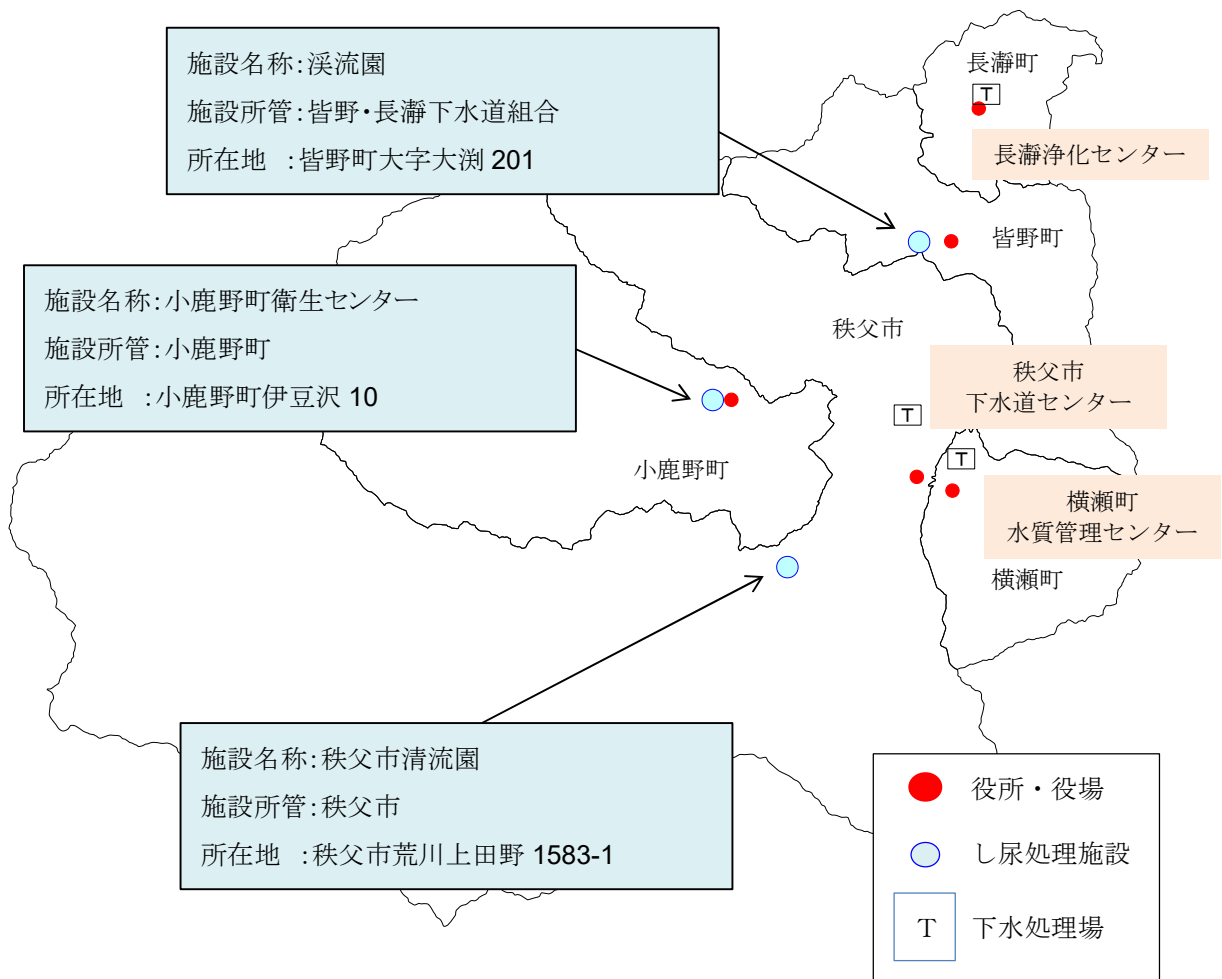 施設名称:渓流園
施設所管:皆野・長瀞下水道組合
所在地 :皆野町大字大渕 201
長瀞町
T
長瀞浄化センター
皆野町
施設名称:小鹿野町衛生センター
施設所管:小鹿野町
所在地 :小鹿野町伊豆沢 10
秩父市
秩父市
下水道センター
T
T
小鹿野町
横瀬町
水質管理センター
横瀬町
施設名称:秩父市清流園
施設所管:秩父市
所在地 :秩父市荒川上田野 1583-1
役所・役場
し尿処理施設
T 下水処理場